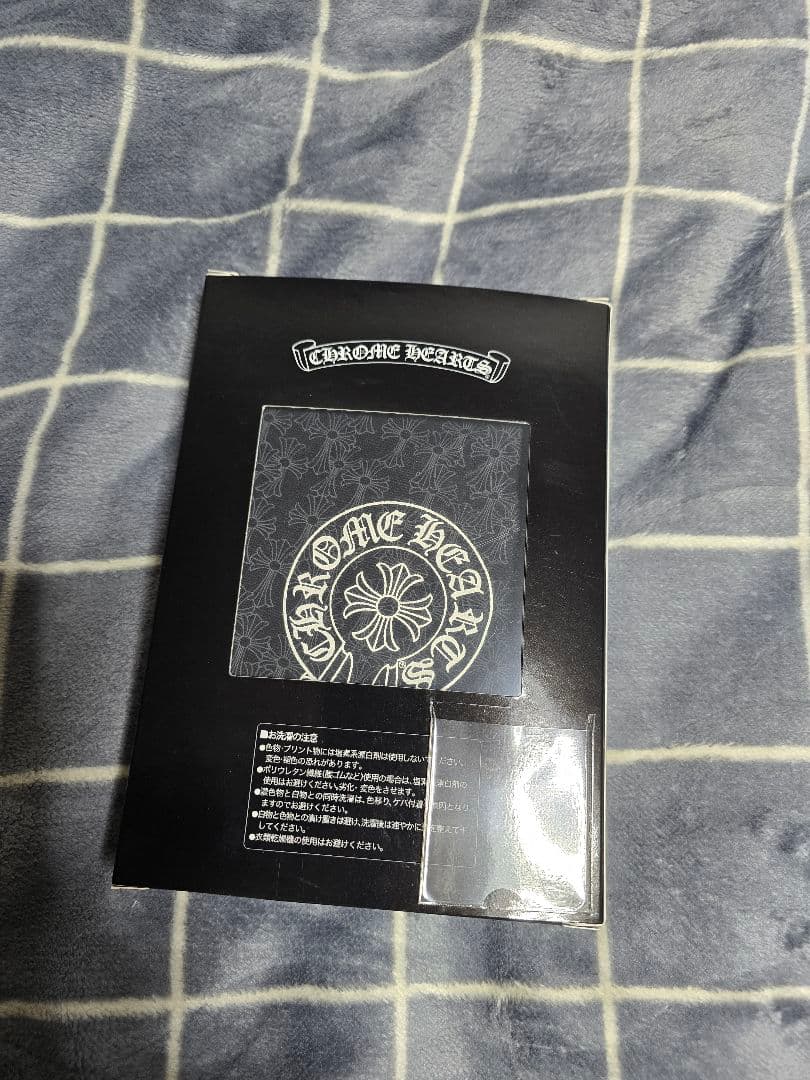 CHROME HEARTS
CHROME HEARTS
■お洗濯の注意
●色物・プリント物には塩素系漂白剤は使用しないで ださい。
変色・褪色の恐れがあります。
●ポリウレタン繊維(蔗ゴムなど)使用の場合は、塩素 漂白剤の
使用はお避けください。劣化・変色をさせます。
●濃色物と白物との同時洗濯は、色移り、ケバ付着 原因となり
ますのでお避けください。
●白物と色物との漬け置きは避け、洗濯後は速やかに を整えて干
してください。
●衣類乾燥機の使用はお避けください。